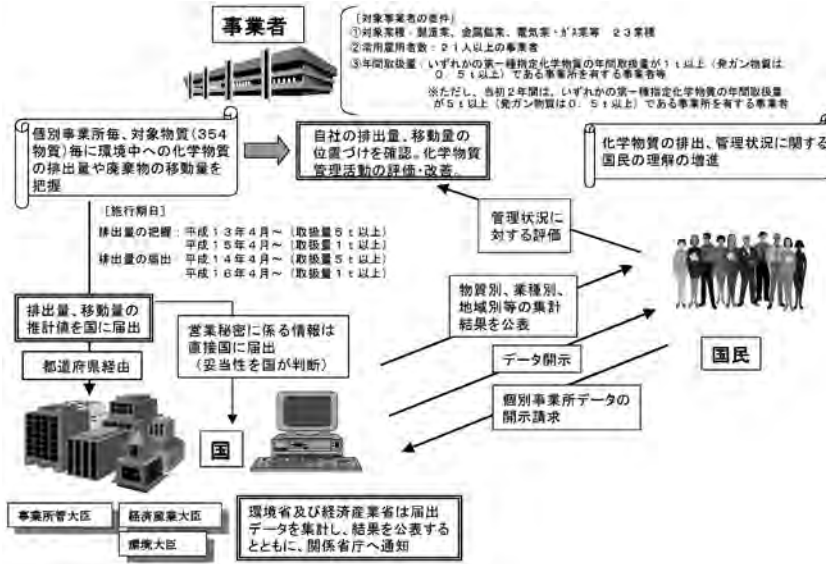 事業者
［対象事業者の要件］
①対象業種：製造業、金属鉱業、電気業・ガス業等 ２３業種
②常用雇用者数：２１人以上の事業者
③年間取扱量：いずれかの第一種指定化学物質の年間取扱量が１ｔ以上（発ガン物質は
０．５ｔ以上）である事業所を有する事業者等
※ただし、当初２年間は、いずれかの第一種指定化学物質の年間取扱量
が５ｔ以上（発ガン物質は０．５ｔ以上）である事業所を有する事業者
個別事業所毎、対象物質（354
物質）毎に環境中への化学物質
の排出量や廃棄物の移動量を
把握
自社の排出量、移動量の
位置づけを確認。化学物質
管理活動の評価・改善．
化学物質の排出、管理状況に関する
国民の理解の増進
［施行期日］
排出量の把握：平成１３年４月～（取扱量５ｔ以上）
平成１５年４月～（取扱量１ｔ以上）
排出量の届出：平成１４年４月～（取扱量５ｔ以上）
平成１６年４月～（取扱量１ｔ以上）
管理状況に
対する評価
排出量、移動量の
推計値を国に届出
営業秘密に係る情報は
直接国に届出
（妥当性を国が判断）
物質別、業種別、
地域別等の集計
結果を公表
都道府県経由
データ開示
国民
個別事業所データの
開示請求
国
事業所管大臣
経済産業大臣
環境大臣
環境省及び経済産業省は届出
データを集計し、結果を公表する
とともに、関係省庁へ通知